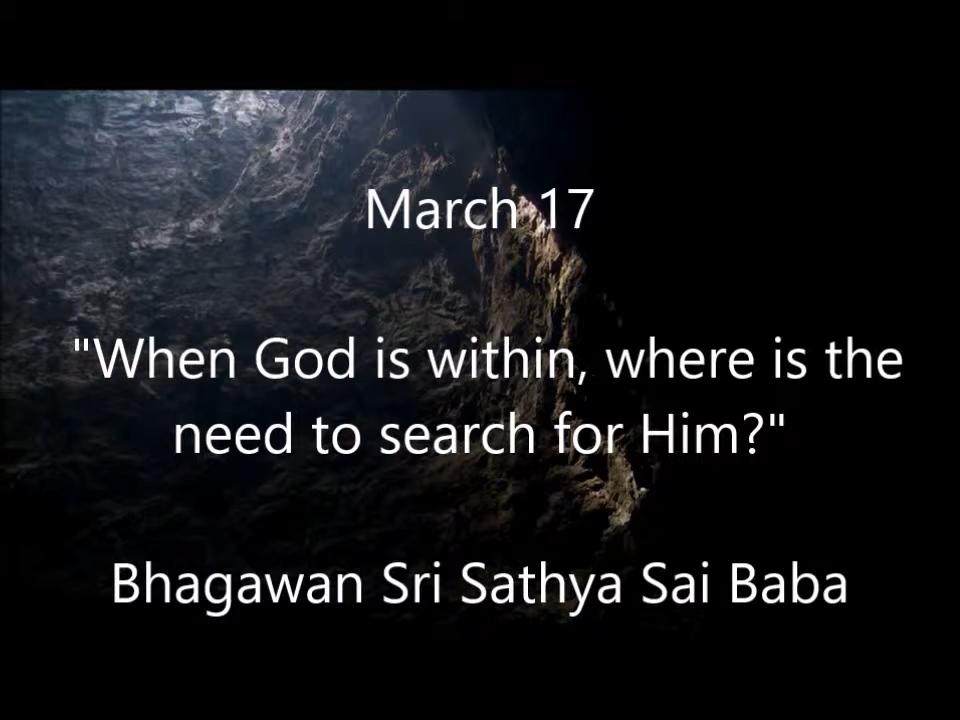 March 17
"When God is within, where is the
need to search for Him?"
Bhagawan Sri Sathya Sai Baba